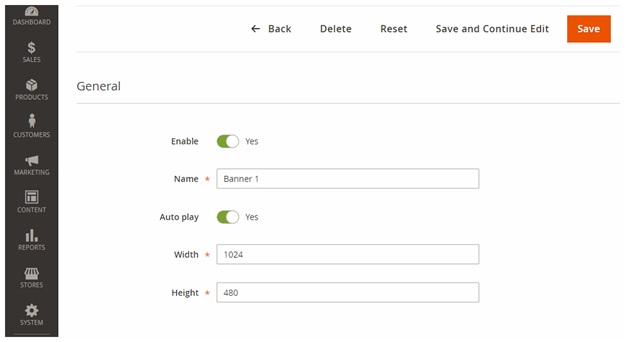 DASHBOARD
$
SALES
PRODUCTS
CUSTOMERS
MARKETING
CONTENT
REPORTS
STORES
SYSTEM
← Back Delete Reset Save and Continue Edit Save
General
Enable Yes
Name * Banner 1
Auto play Yes
Width * 1024
Height * 480